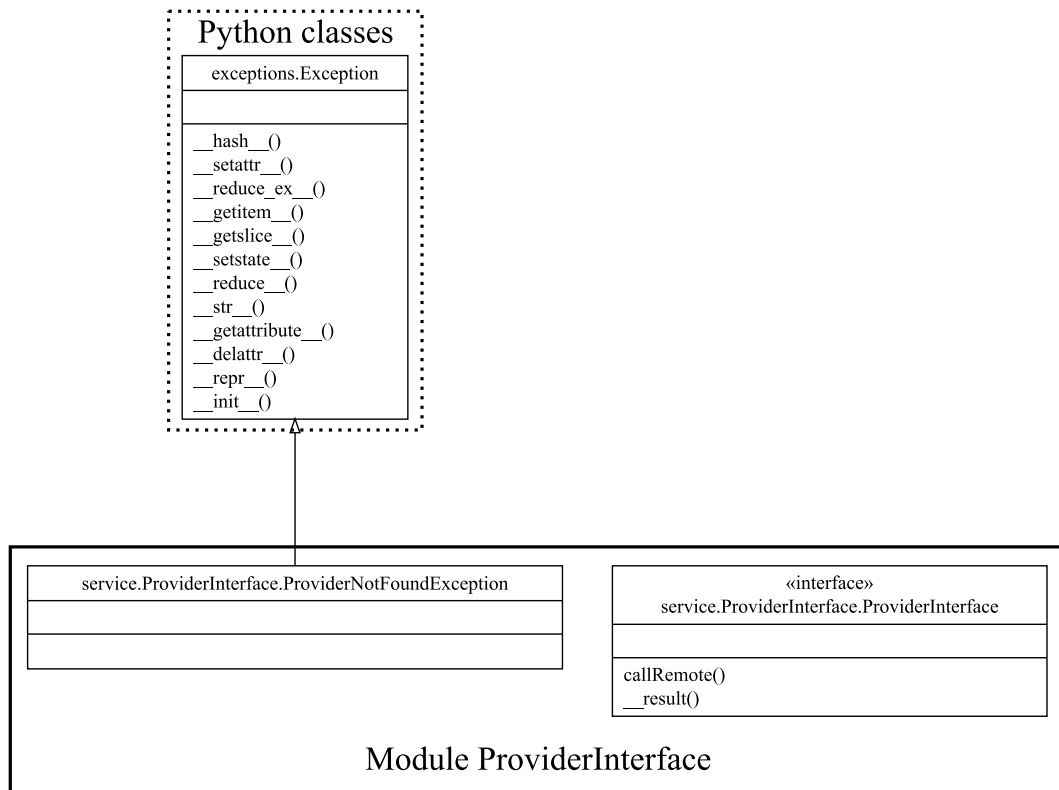 Python classes
exceptions.Exception
__hash__()
__setattr__()
__reduce_ex__()
__getitem__()
__getslice__()
__setstate__()
__reduce__()
__str__()
__getattribute__()
__delattr__()
__repr__()
__init__()
service.ProviderInterface.ProviderNotFoundException
«interface»
service.ProviderInterface.ProviderInterface
callRemote()
__result()
Module ProviderInterface